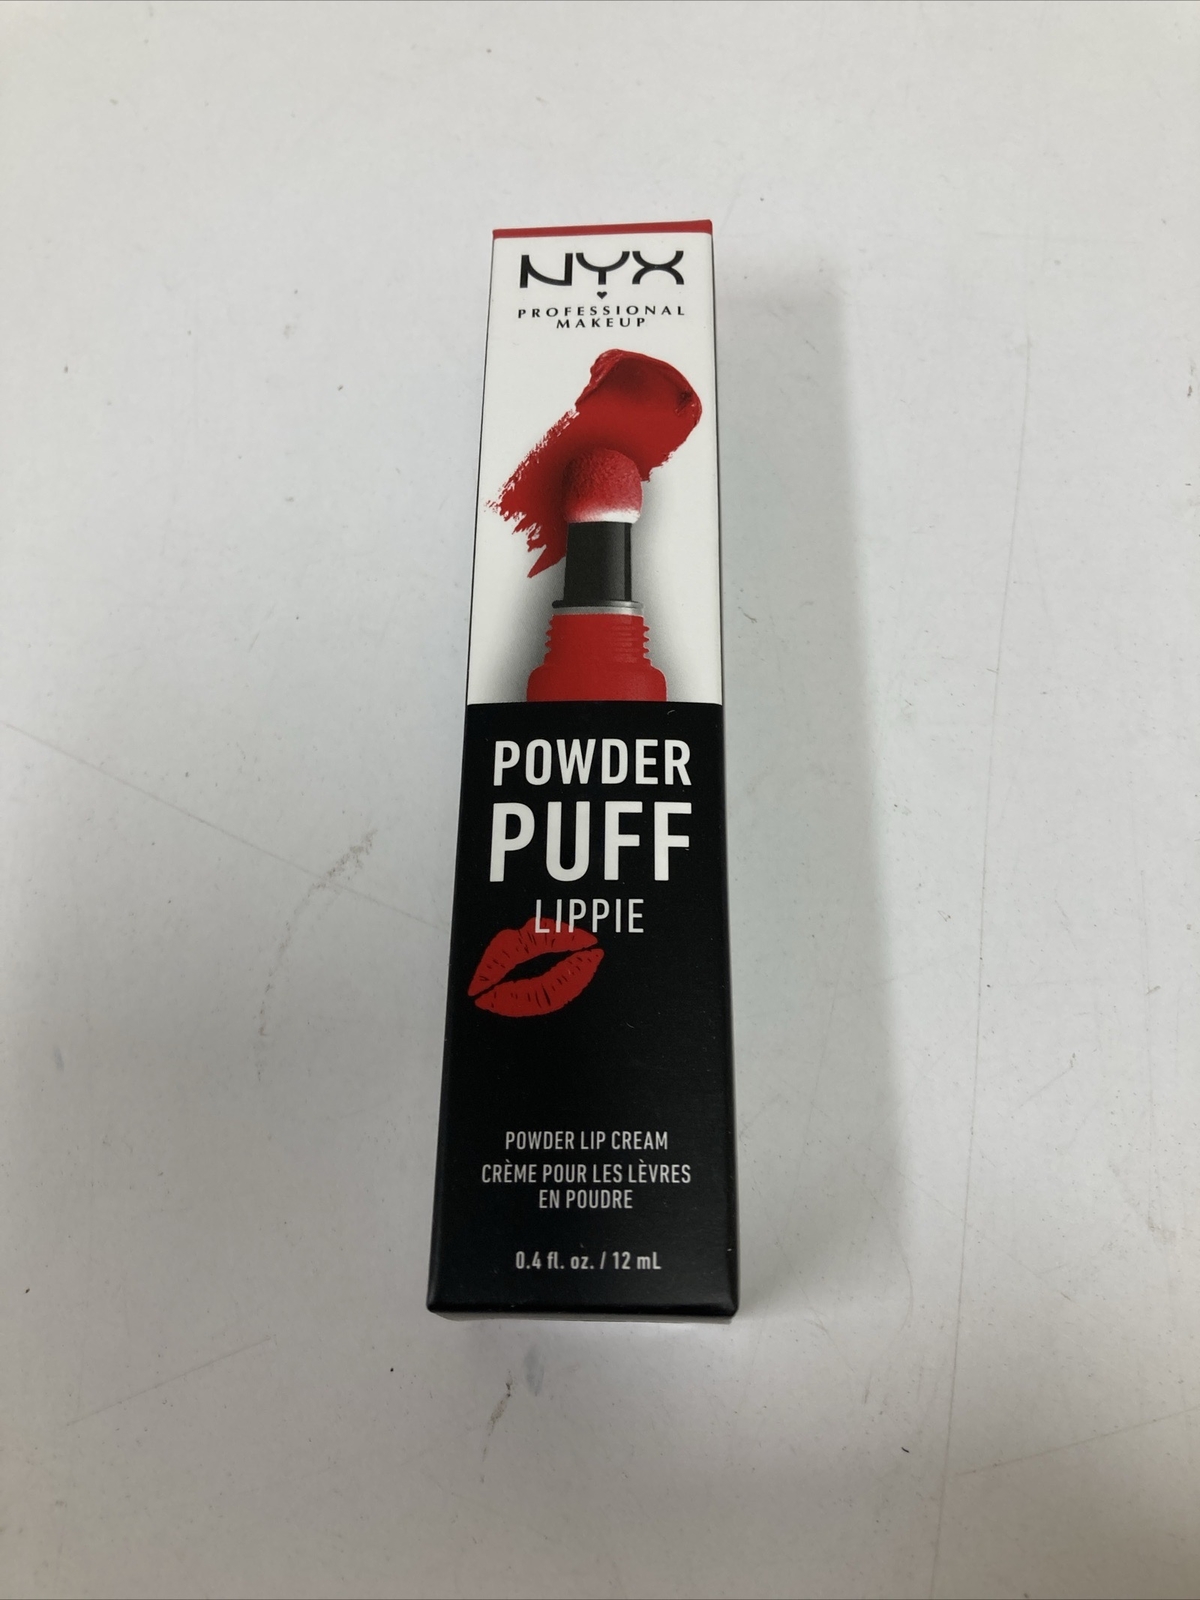 NYX
PROFESSIONAL
MAKEUP
POWDER
PUFF
LIPPIE
POWDER LIP CREAM
CRÈME POUR LES LÈVRES
EN POUDRE
0.4 fl. oz. / 12 mL